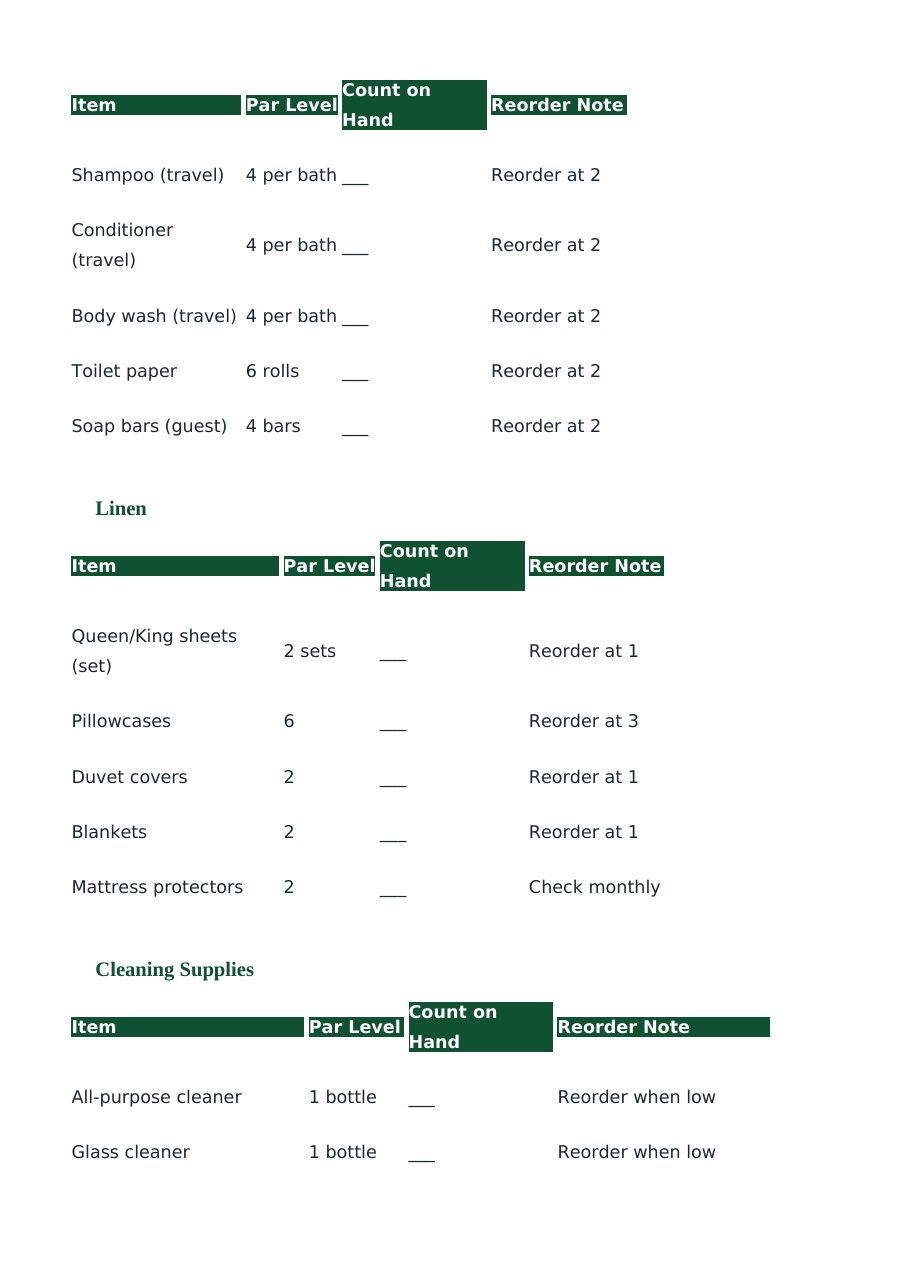 Item Par Level Count on Hand Reorder Note
Shampoo (travel) 4 per bath ___ Reorder at 2
Conditioner (travel) 4 per bath ___ Reorder at 2
Body wash (travel) 4 per bath ___ Reorder at 2
Toilet paper 6 rolls ___ Reorder at 2
Soap bars (guest) 4 bars ___ Reorder at 2
Linen
Item Par Level Count on Hand Reorder Note
Queen/King sheets (set) 2 sets ___ Reorder at 1
Pillowcases 6 ___ Reorder at 3
Duvet covers 2 ___ Reorder at 1
Blankets 2 ___ Reorder at 1
Mattress protectors 2 ___ Check monthly
Cleaning Supplies
Item Par Level Count on Hand Reorder Note
All-purpose cleaner 1 bottle ___ Reorder when low
Glass cleaner 1 bottle ___ Reorder when low